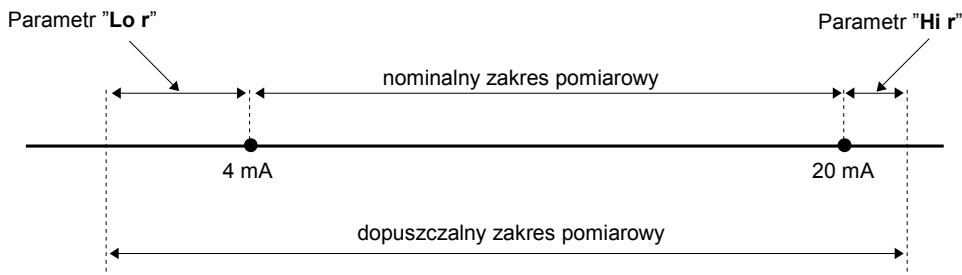 Parametr ”Lo r”
Parametr ”Hi r”
nominalny zakres pomiarowy
4 mA
20 mA
dopuszczalny zakres pomiarowy